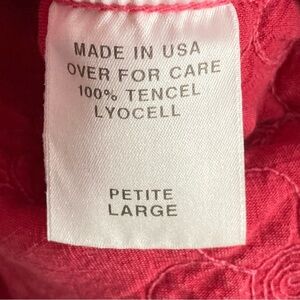 MADE IN USA
OVER FOR CARE
100% TENCEL
LYOCELL
PETITE
LARGE